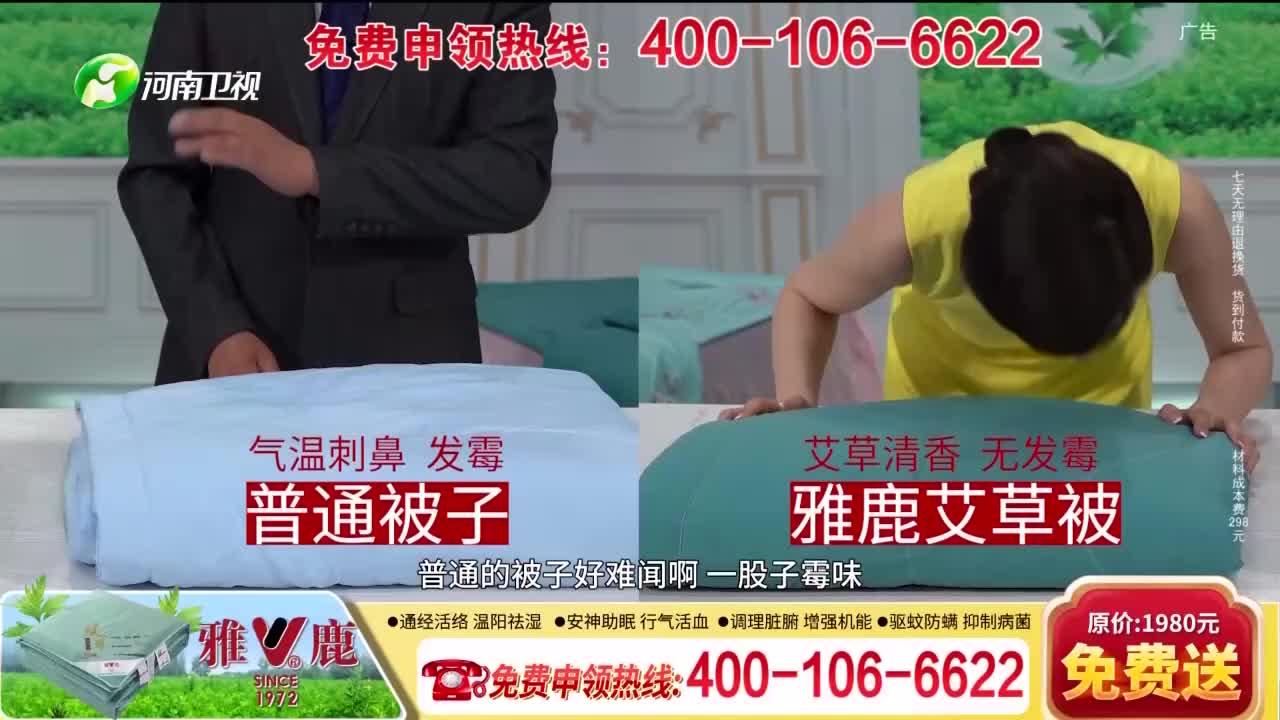 免费申领热线：400-106-6622
广告
河南卫视
七天无理由退换货 货到付款
气温刺鼻 发霉
普通被子
艾草清香 无发霉
雅鹿艾草被
材料成本费298元
普通的被子好难闻啊 一股子霉味
雅鹿
®
SINCE
1972
●通经活络 温阳祛湿 ●安神助眠 行气活血 ●调理脏腑 增强机能 ●驱蚊防螨 抑制病菌
免费申领热线:400-106-6622
原价:1980元
免费送